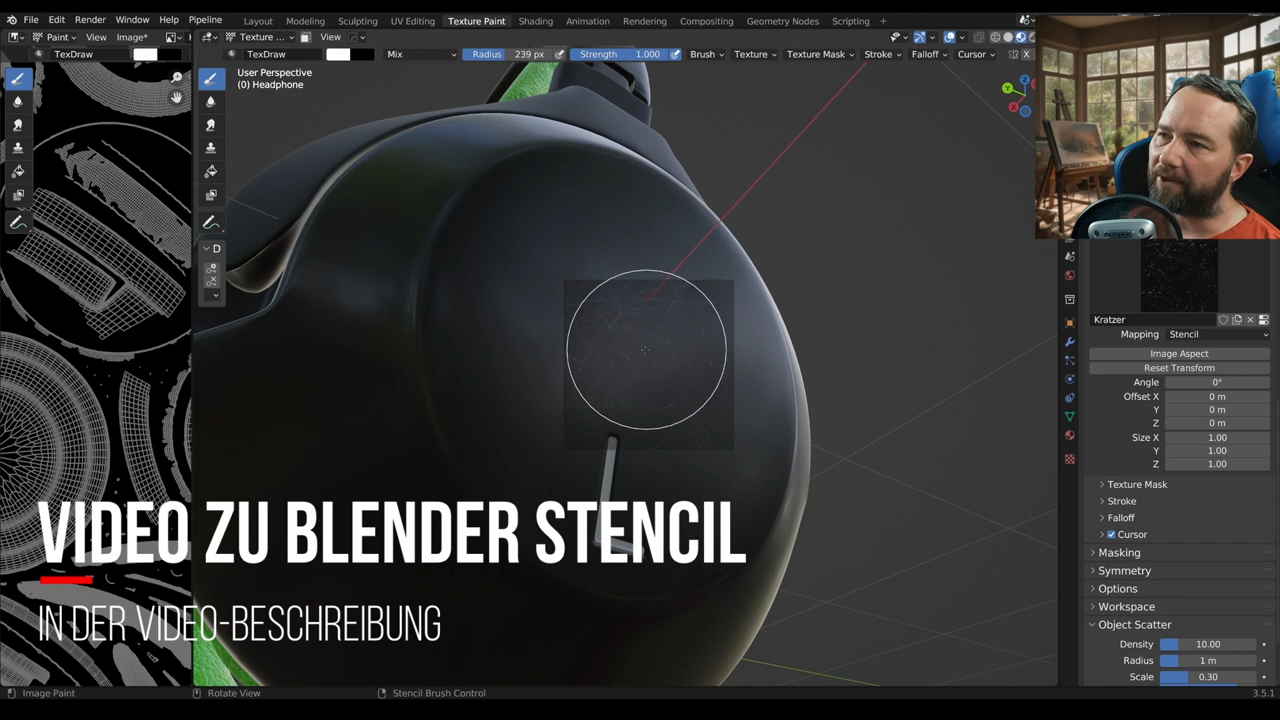 File Edit Render Window Help Pipeline Layout Modeling Sculpting UV Editing Texture Paint Shading Animation Rendering Compositing Geometry Nodes Scripting +
Paint View Image* Texture ... View
TexDraw TexDraw Mix Radius 239 px Strength 1.000 Brush Texture Texture Mask Stroke Falloff Cursor X
User Perspective
(0) Headphone
Z
Y
X
D
Kratzer
Mapping Stencil
Image Aspect
Reset Transform
Angle 0°
Offset X 0 m
Y 0 m
Z 0 m
Size X 1.00
Y 1.00
Z 1.00
Texture Mask
Stroke
Falloff
Cursor
Masking
Symmetry
Options
Workspace
Object Scatter
Density 10.00
Radius 1 m
Scale 0.30
VIDEO ZU BLENDER STENCIL
IN DER VIDEO-BESCHREIBUNG
Image Paint Rotate View Stencil Brush Control 3.5.1